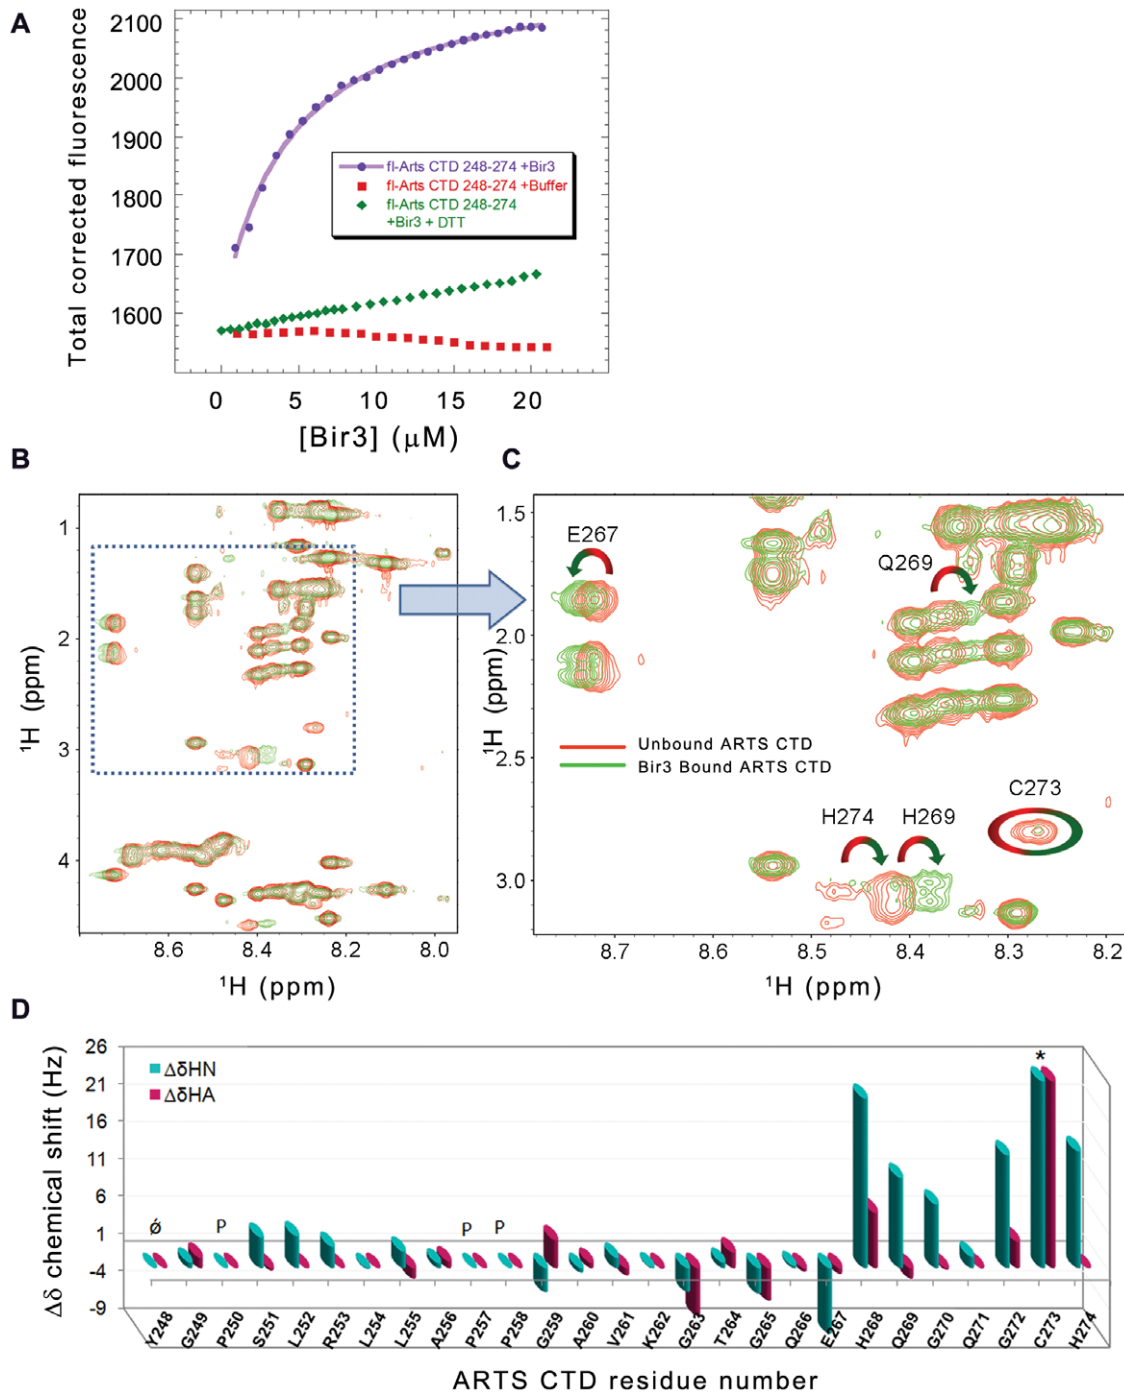 A
Total corrected fluorescence
2100
2000
1900
1800
1700
1600
fl-Arts CTD 248-274 +Bir3
fl-Arts CTD 248-274 +Buffer
fl-Arts CTD 248-274
+Bir3 + DTT
0 5 10 15 20
[Bir3] (μM)
B
¹H (ppm)
1
2
3
4
8.6 8.4 8.2 8.0
¹H (ppm)
C
¹H (ppm)
1.5
2.0
2.5
3.0
E267
Q269
Unbound ARTS CTD
Bir3 Bound ARTS CTD
C273
H274 H269
8.7 8.5 8.4 8.3 8.2
¹H (ppm)
D
Δδ chemical shift (Hz)
26
21
16
11
6
1
-4
-9
ΔδHN
ΔδHA
ǿ P P P *
Y248 G249 P250 S251 L252 R253 L254 L255 A256 P257 P258 G259 A260 V261 K262 G263 T264 G265 Q266 E267 H268 Q269 G270 Q271 G272 C273 H274
ARTS CTD residue number